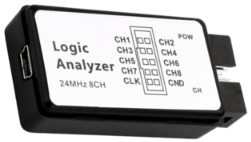 Logic
Analyzer
24MHz 8CH
CH1 CH2 POW
CH3 CH4
CH5 CH6
CH7 CH8
CLK GND CH